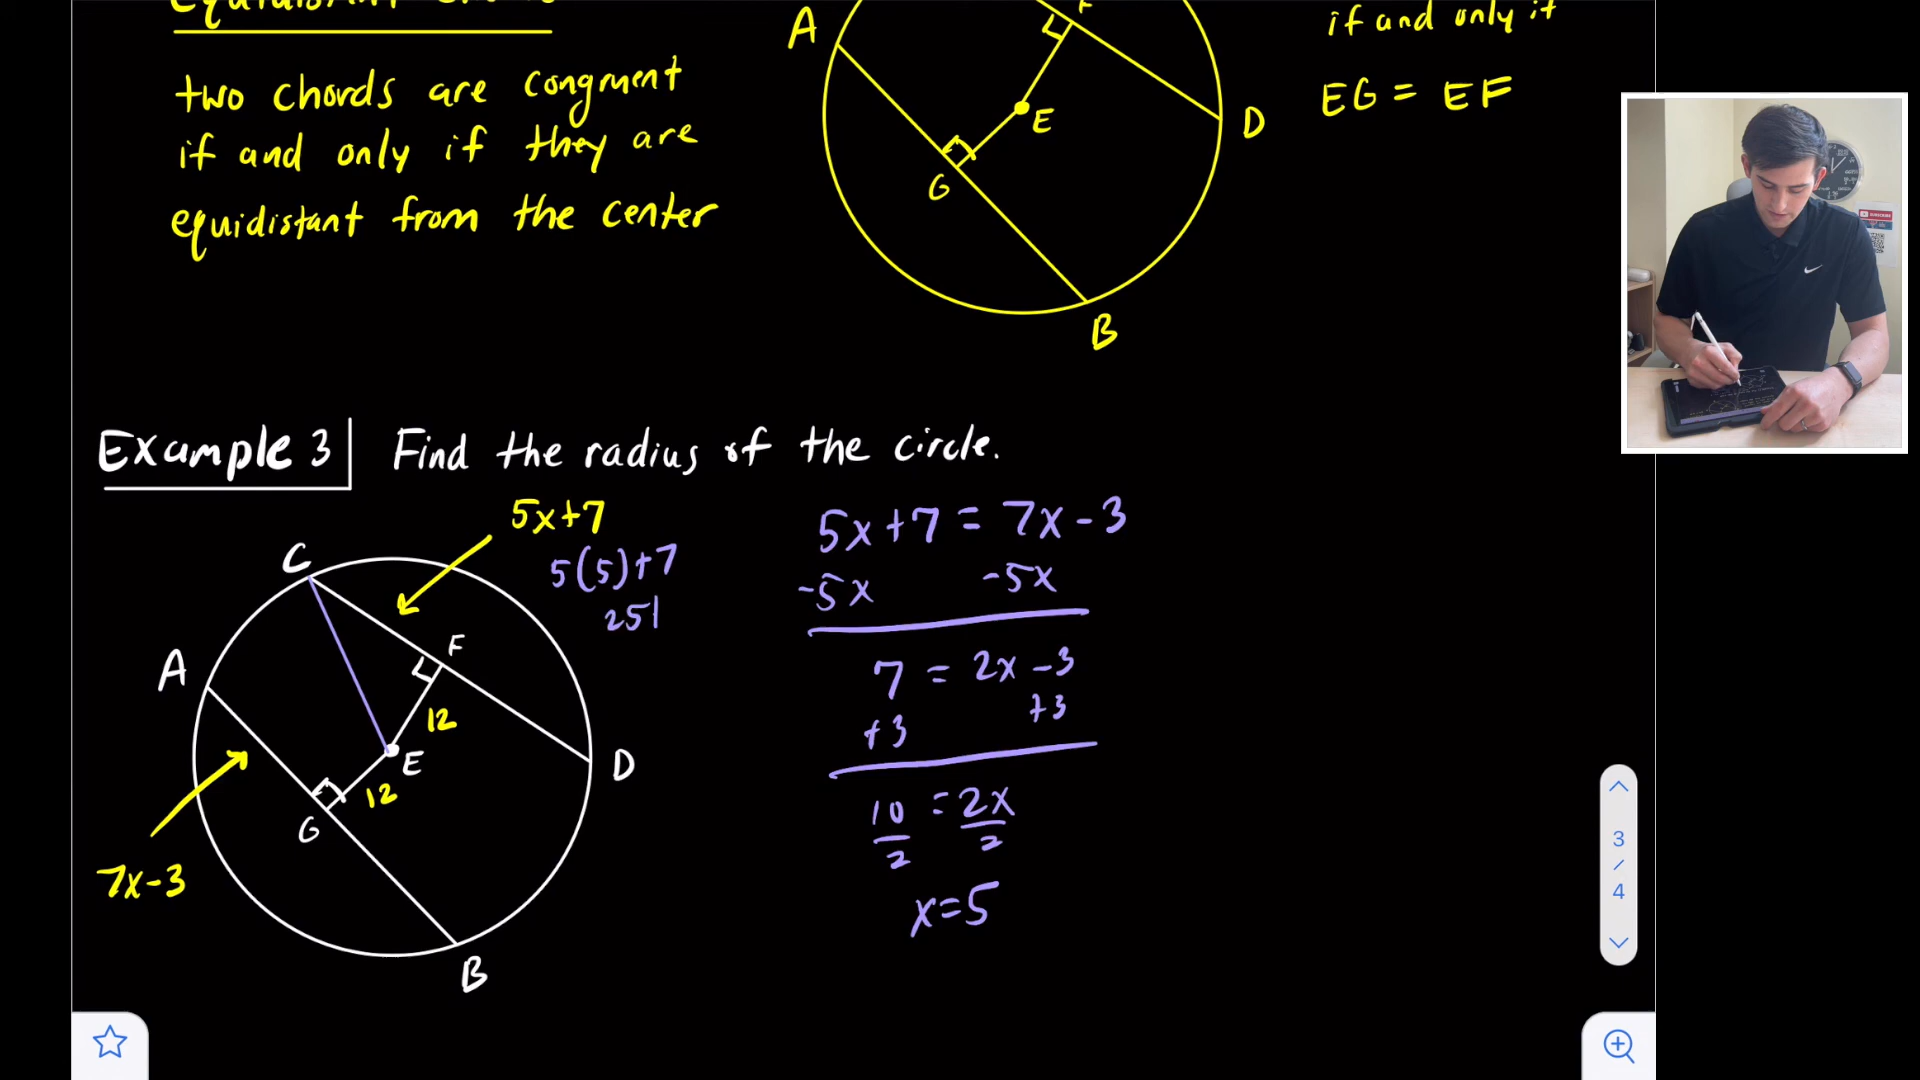 two chords are congruent
if and only if they are
equidistant from the center
A
F
E
D
G
B
if and only if
EG = EF
SUBSCRIBE
Example 3 Find the radius of the circle.
5x+7
5(5)+7
25
C
A
F
12
E
12
D
G
7x-3
B
5x+7 = 7x-3
-5x -5x
7 = 2x -3
+3 +3
10 = 2x
2 2
x=5
3
/
4